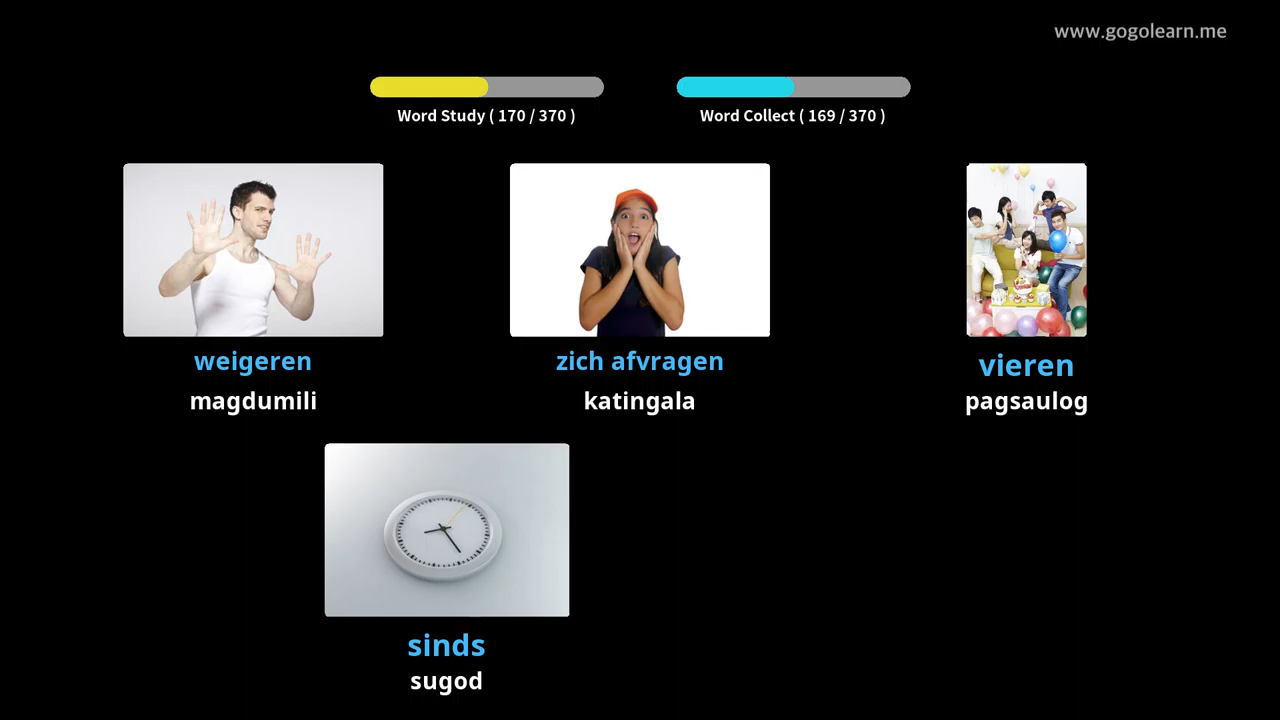 www.gogolearn.me
Word Study ( 170 / 370 )
Word Collect ( 169 / 370 )
weigeren
magdumili
zich afvragen
katingala
vieren
pagsaulog
sinds
sugod